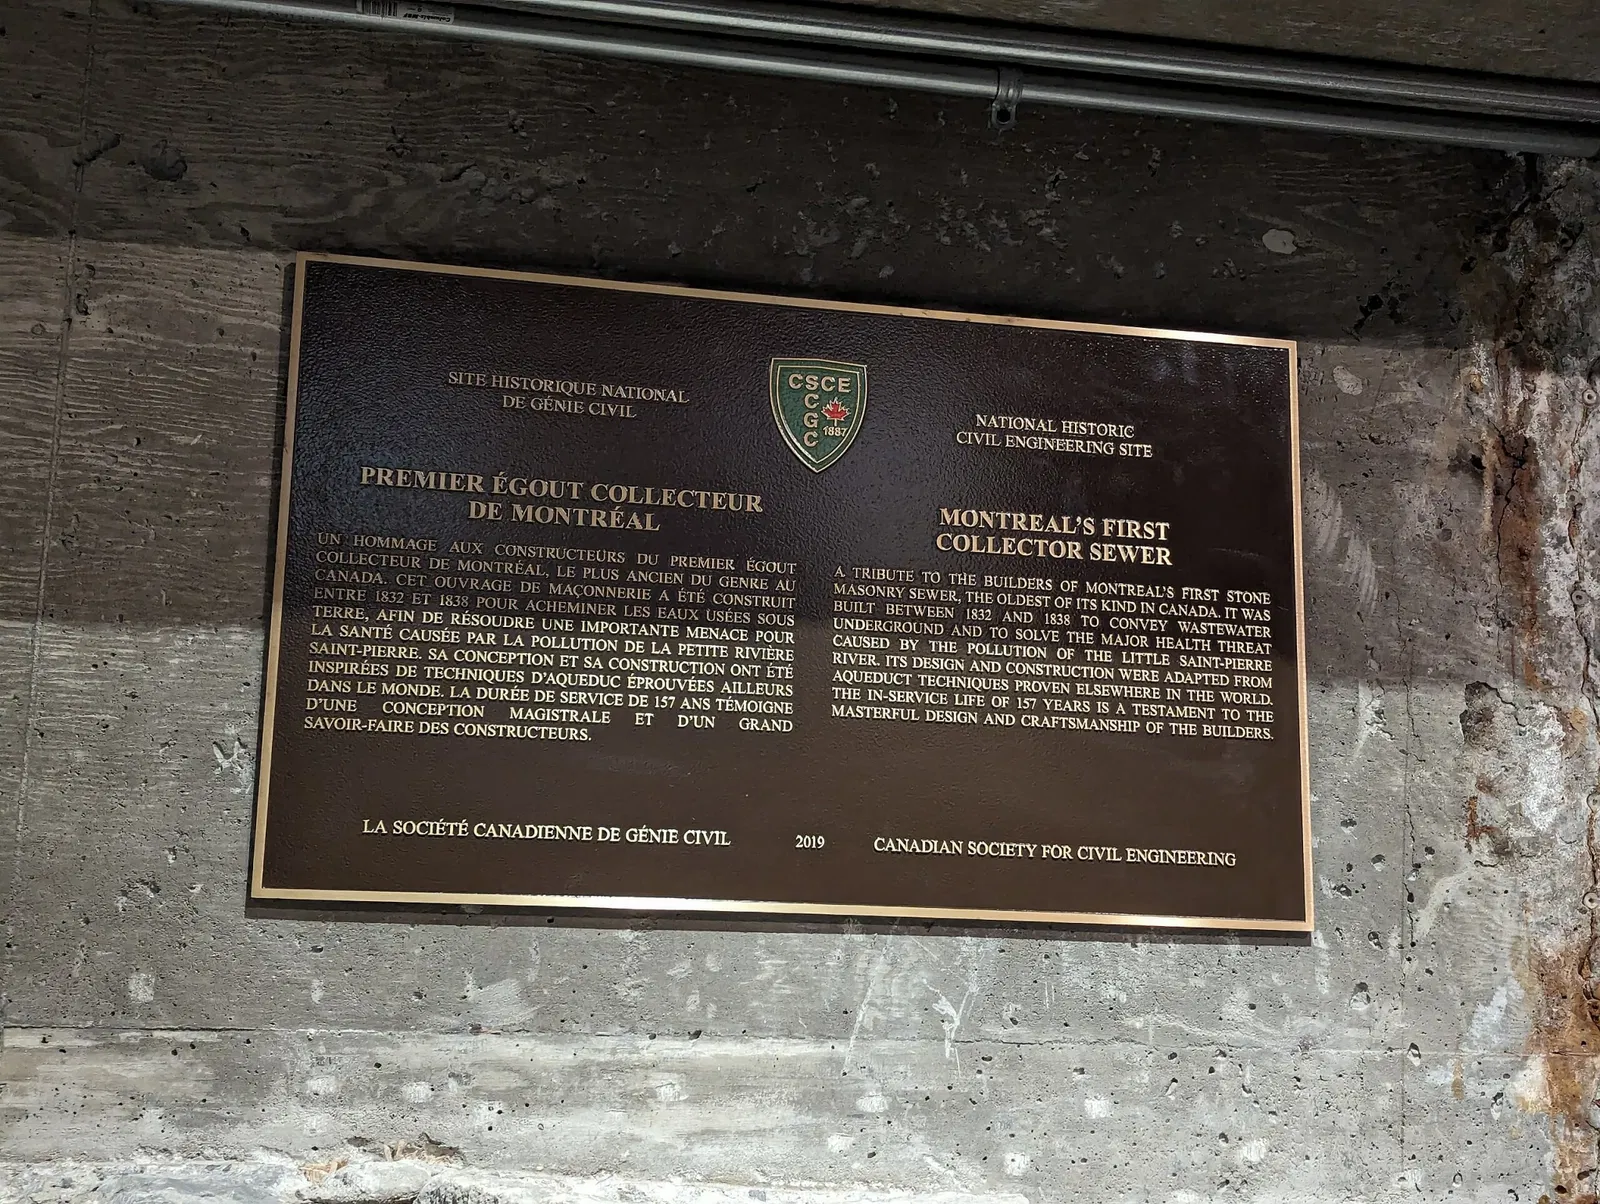 SITE HISTORIQUE NATIONAL
DE GÉNIE CIVIL
CSCE
S
C
G
C
1887
NATIONAL HISTORIC
CIVIL ENGINEERING SITE
PREMIER ÉGOUT COLLECTEUR
DE MONTRÉAL
UN HOMMAGE AUX CONSTRUCTEURS DU PREMIER ÉGOUT
COLLECTEUR DE MONTRÉAL, LE PLUS ANCIEN DU GENRE AU
CANADA. CET OUVRAGE DE MAÇONNERIE A ÉTÉ CONSTRUIT
ENTRE 1832 ET 1838 POUR ACHEMINER LES EAUX USÉES SOUS
TERRE, AFIN DE RÉSOUDRE UNE IMPORTANTE MENACE POUR
LA SANTÉ CAUSÉE PAR LA POLLUTION DE LA PETITE RIVIÈRE
SAINT-PIERRE. SA CONCEPTION ET SA CONSTRUCTION ONT ÉTÉ
INSPIRÉES DE TECHNIQUES D'AQUEDUC ÉPROUVÉES AILLEURS
DANS LE MONDE. LA DURÉE DE SERVICE DE 157 ANS TÉMOIGNE
D'UNE CONCEPTION MAGISTRALE ET D'UN GRAND
SAVOIR-FAIRE DES CONSTRUCTEURS.
MONTREAL'S FIRST
COLLECTOR SEWER
A TRIBUTE TO THE BUILDERS OF MONTREAL'S FIRST STONE
MASONRY SEWER, THE OLDEST OF ITS KIND IN CANADA. IT WAS
BUILT BETWEEN 1832 AND 1838 TO CONVEY WASTEWATER
UNDERGROUND AND TO SOLVE THE MAJOR HEALTH THREAT
CAUSED BY THE POLLUTION OF THE LITTLE SAINT-PIERRE
RIVER. ITS DESIGN AND CONSTRUCTION WERE ADAPTED FROM
AQUEDUCT TECHNIQUES PROVEN ELSEWHERE IN THE WORLD.
THE IN-SERVICE LIFE OF 157 YEARS IS A TESTAMENT TO THE
MASTERFUL DESIGN AND CRAFTSMANSHIP OF THE BUILDERS.
LA SOCIÉTÉ CANADIENNE DE GÉNIE CIVIL
2019
CANADIAN SOCIETY FOR CIVIL ENGINEERING